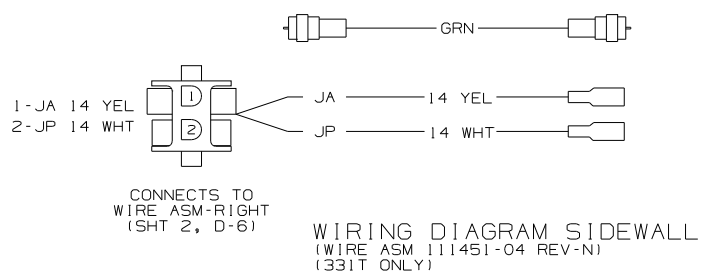 GRN
1-JA 14 YEL
2-JP 14 WHT
1
2
JA 14 YEL
JP 14 WHT
CONNECTS TO
WIRE ASM-RIGHT
(SHT 2, D-6)
WIRING DIAGRAM SIDEWALL
(WIRE ASM 111451-04 REV-N)
(331T ONLY)